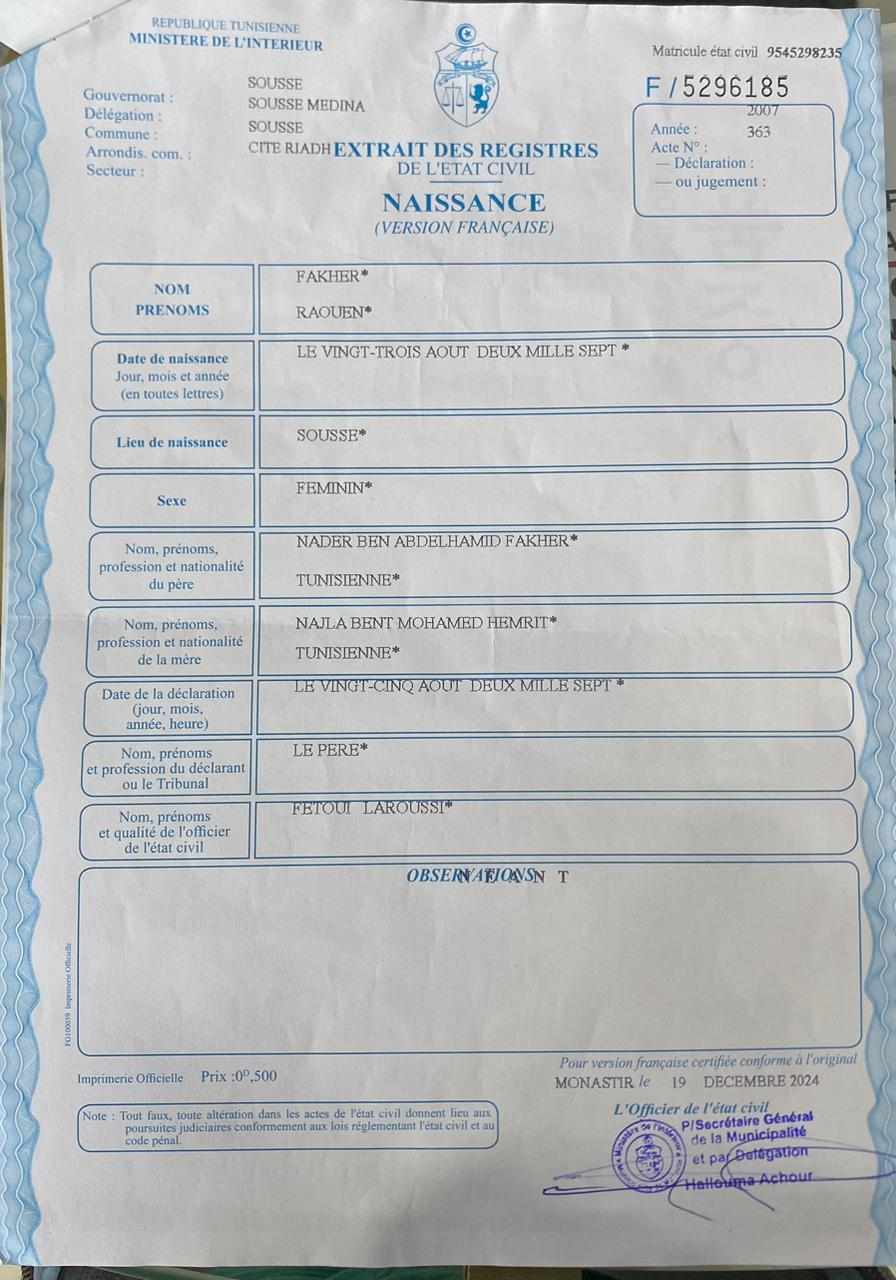 REPUBLIQUE TUNISIENNE
MINISTERE DE L'INTERIEUR
Matricule état civil 9545298235
F/5296185
Gouvernorat : SOUSSE
Délégation : SOUSSE MEDINA
Commune : SOUSSE
Arrondis. com. : CITE RIADH
Secteur :
2007
Année : 363
Acte N° :
— Déclaration :
— ou jugement :
EXTRAIT DES REGISTRES
DE L'ETAT CIVIL
NAISSANCE
(VERSION FRANÇAISE)
NOM FAKHER*
PRENOMS RAOUEN*
Date de naissance LE VINGT-TROIS AOUT DEUX MILLE SEPT *
Jour, mois et année
(en toutes lettres)
Lieu de naissance SOUSSE*
Sexe FEMININ*
Nom, prénoms, NADER BEN ABDELHAMID FAKHER*
profession et nationalité
du père TUNISIENNE*
Nom, prénoms, NAJLA BENT MOHAMED HEMRIT*
profession et nationalité
de la mère TUNISIENNE*
Date de la déclaration LE VINGT-CINQ AOUT DEUX MILLE SEPT *
(jour, mois,
année, heure)
Nom, prénoms LE PERE*
et profession du déclarant
ou le Tribunal
Nom, prénoms FETOUI LAROUSSI*
et qualité de l'officier
de l'état civil
OBSERVATIONS
N E A N T
FO100039 Imprimerie Officielle
Imprimerie Officielle Prix :0ᴰ,500
Pour version française certifiée conforme à l'original
MONASTIR le 19 DECEMBRE 2024
L'Officier de l'état civil
Note : Tout faux, toute altération dans les actes de l'état civil donnent lieu aux
poursuites judiciaires conformement aux lois réglementant l'état civil et au
code pénal.
P/Secrétaire Général
de la Municipalité
et par Delégation
Hallouma Achour